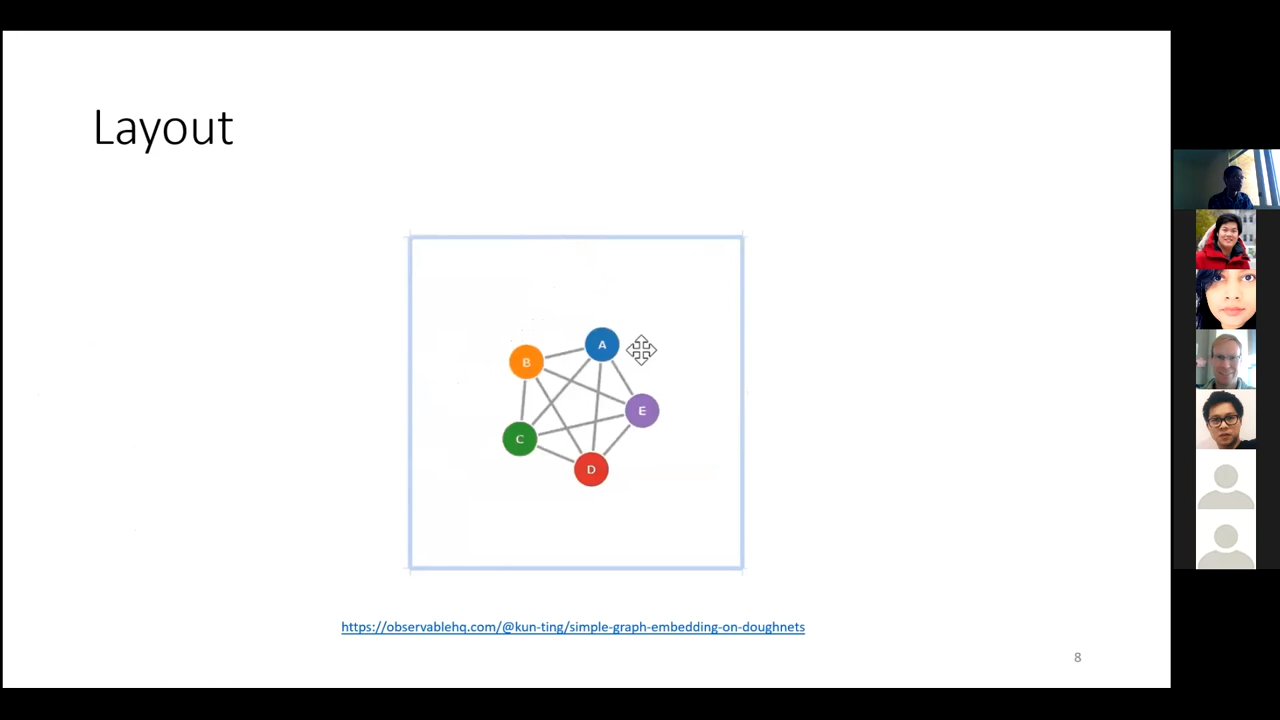 Layout
A
B
E
C
D
https://observablehq.com/@kun-ting/simple-graph-embedding-on-doughnets
8